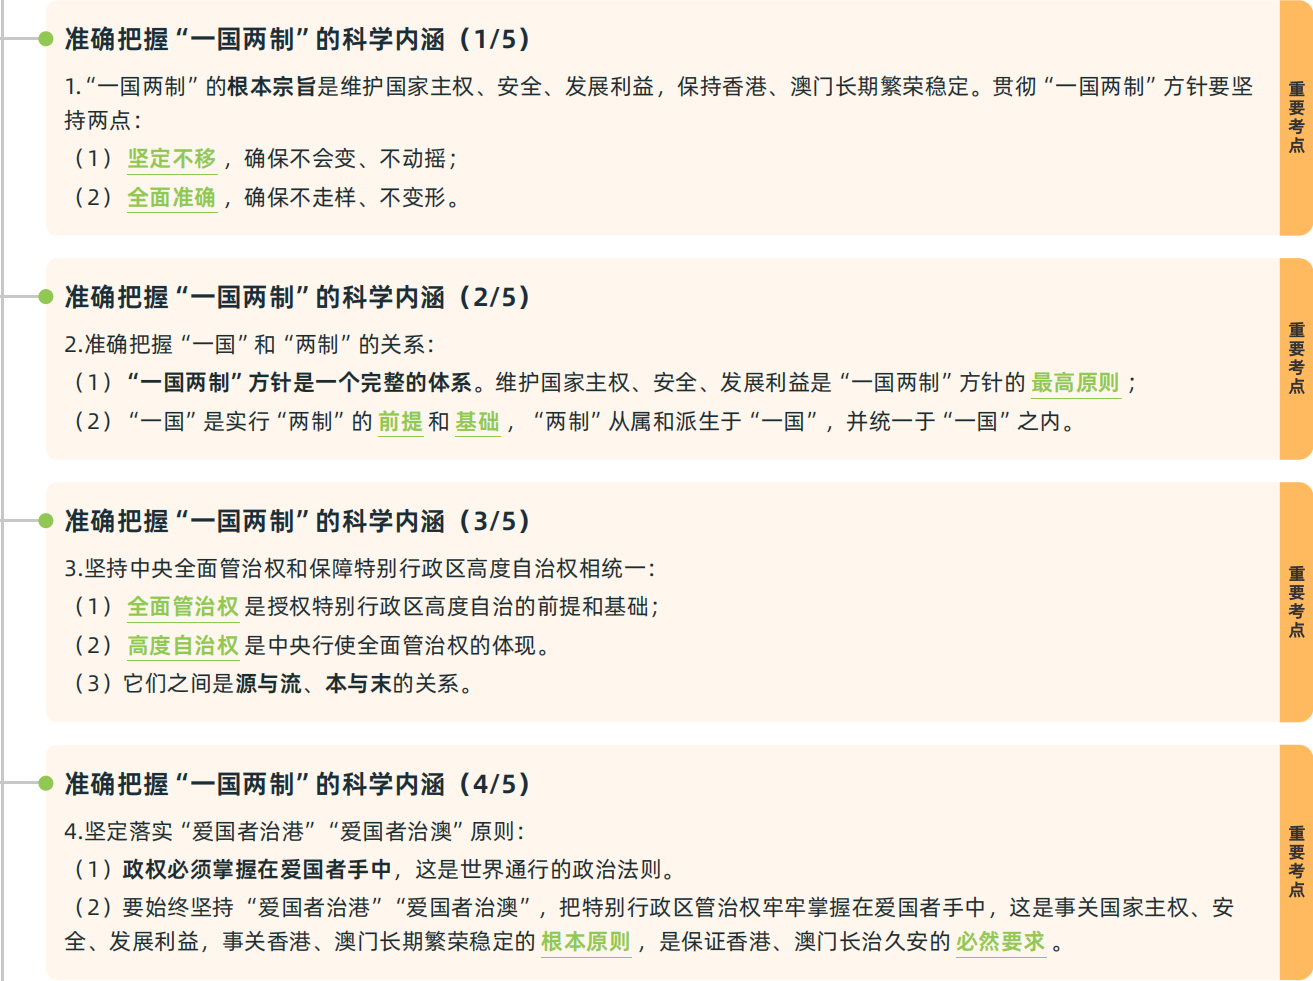 准确把握“一国两制”的科学内涵（1/5）
1.“一国两制”的根本宗旨是维护国家主权、安全、发展利益，保持香港、澳门长期繁荣稳定。贯彻“一国两制”方针要坚
持两点：
（1）坚定不移，确保不会变、不动摇；
（2）全面准确，确保不走样、不变形。
重要考点
准确把握“一国两制”的科学内涵（2/5）
2.准确把握“一国”和“两制”的关系：
（1）“一国两制”方针是一个完整的体系。维护国家主权、安全、发展利益是“一国两制”方针的最高原则；
（2）“一国”是实行“两制”的前提和基础，“两制”从属和派生于“一国”，并统一于“一国”之内。
重要考点
准确把握“一国两制”的科学内涵（3/5）
3.坚持中央全面管治权和保障特别行政区高度自治权相统一：
（1）全面管治权是授权特别行政区高度自治的前提和基础；
（2）高度自治权是中央行使全面管治权的体现。
（3）它们之间是源与流、本与末的关系。
重要考点
准确把握“一国两制”的科学内涵（4/5）
4.坚定落实“爱国者治港”“爱国者治澳”原则：
（1）政权必须掌握在爱国者手中，这是世界通行的政治法则。
（2）要始终坚持“爱国者治港”“爱国者治澳”，把特别行政区管治权牢牢掌握在爱国者手中，这是事关国家主权、安
全、发展利益，事关香港、澳门长期繁荣稳定的根本原则，是保证香港、澳门长治久安的必然要求。
重要考点